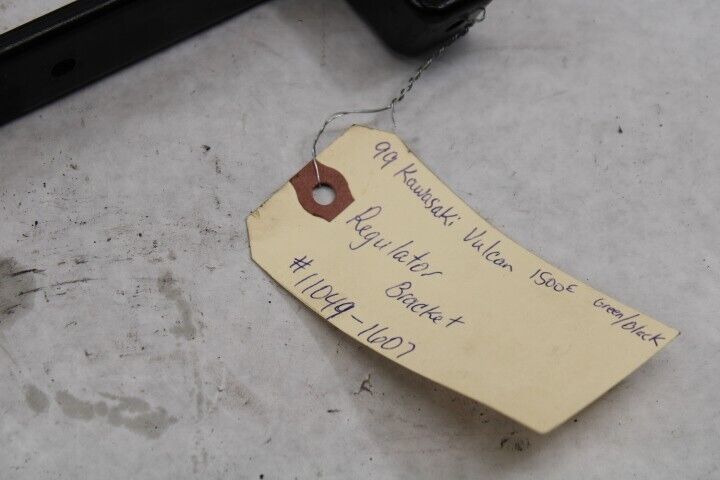 99 Kawasaki Vulcan 1500E Green/Black
Regulator Bracket
#11049-1607